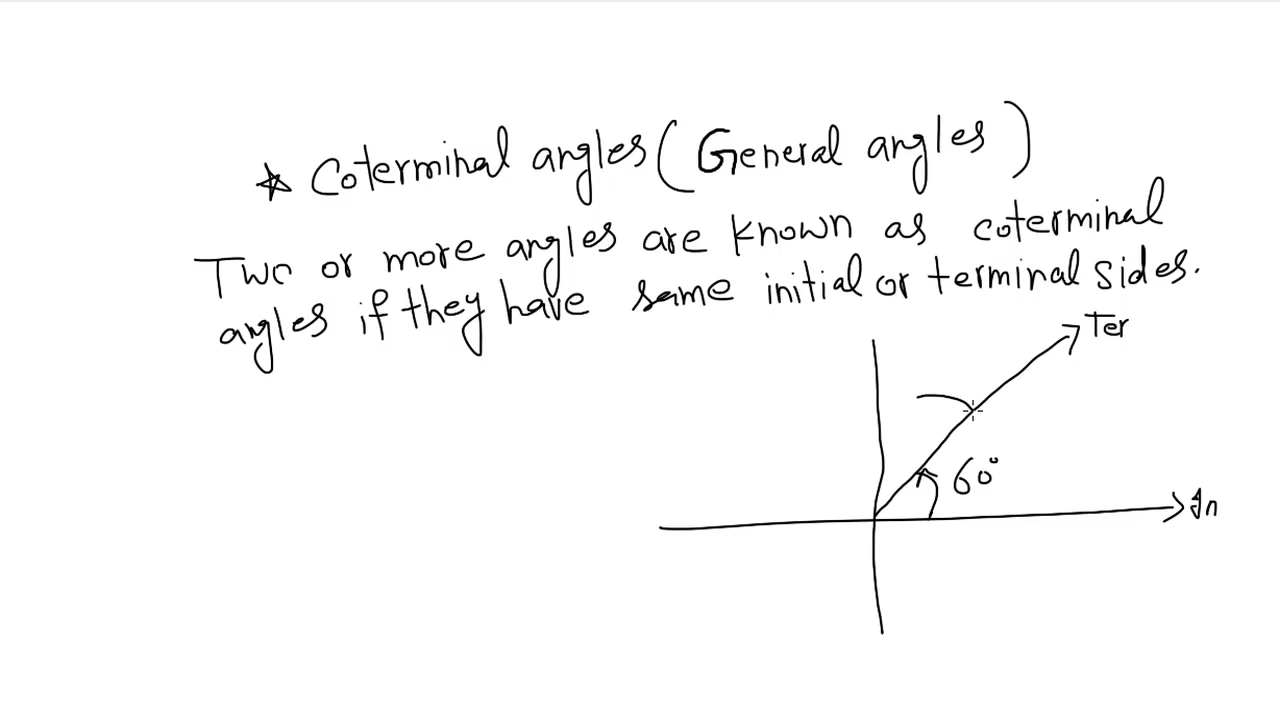 * Coterminal angles (General angles)
Two or more angles are known as coterminal
angles if they have same initial or terminal sides.
Ter
60°
In